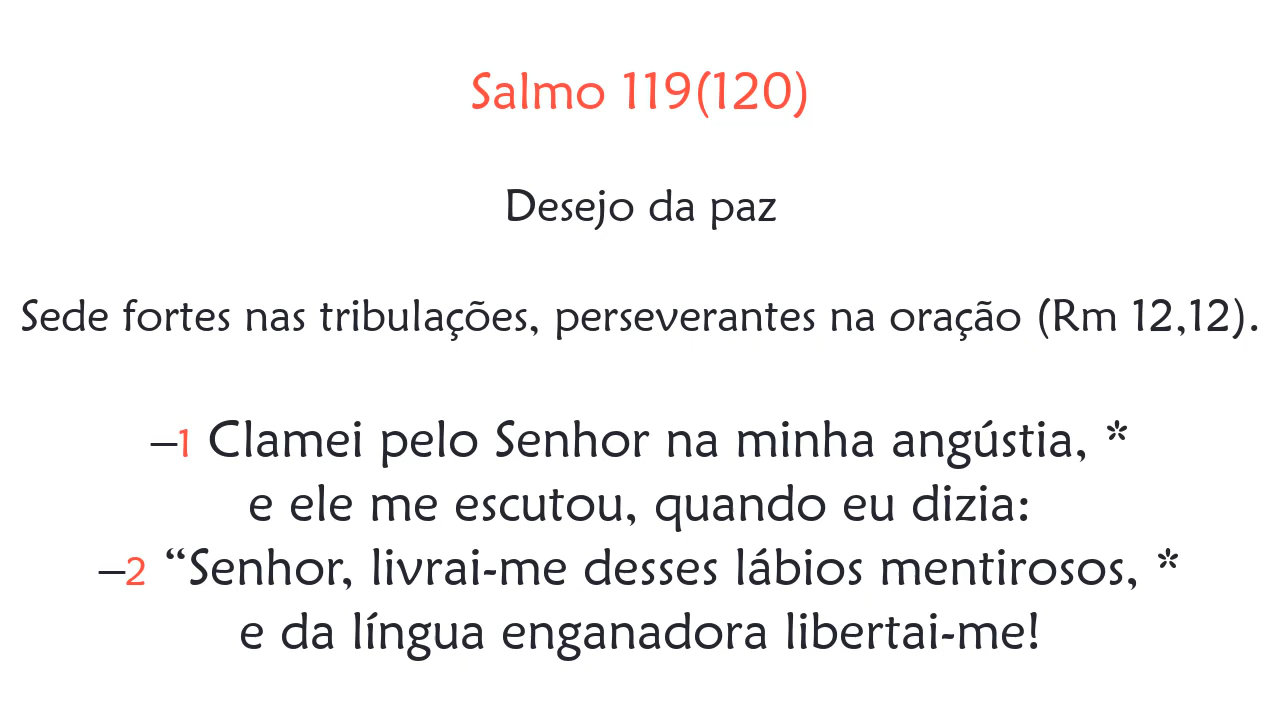 Salmo 119(120)
Desejo da paz
Sede fortes nas tribulações, perseverantes na oração (Rm 12,12).
–1 Clamei pelo Senhor na minha angústia, *
e ele me escutou, quando eu dizia:
–2 “Senhor, livrai-me desses lábios mentirosos, *
e da língua enganadora libertai-me!